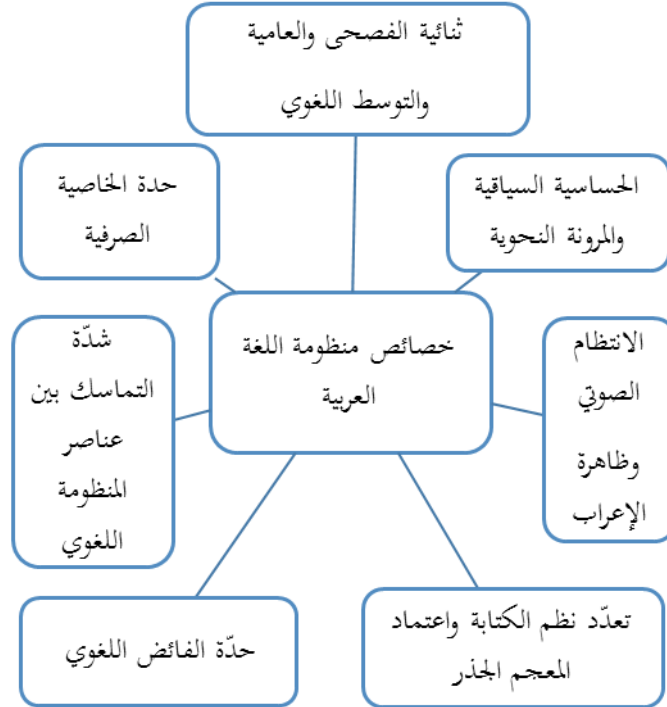 ثنائية الفصحى والعامية
والتوسط اللغوي
الحساسية السياقية
والمرونة النحوية
حدة الخاصية
الصرفية
خصائص منظومة اللغة
العربية
الانتظام
الصوتي
وظاهرة
الإعراب
شدّة
التماسك بين
عناصر
المنظومة
اللغوي
تعدّد نظم الكتابة واعتماد
المعجم الجذر
حدّة الفائض اللغوي